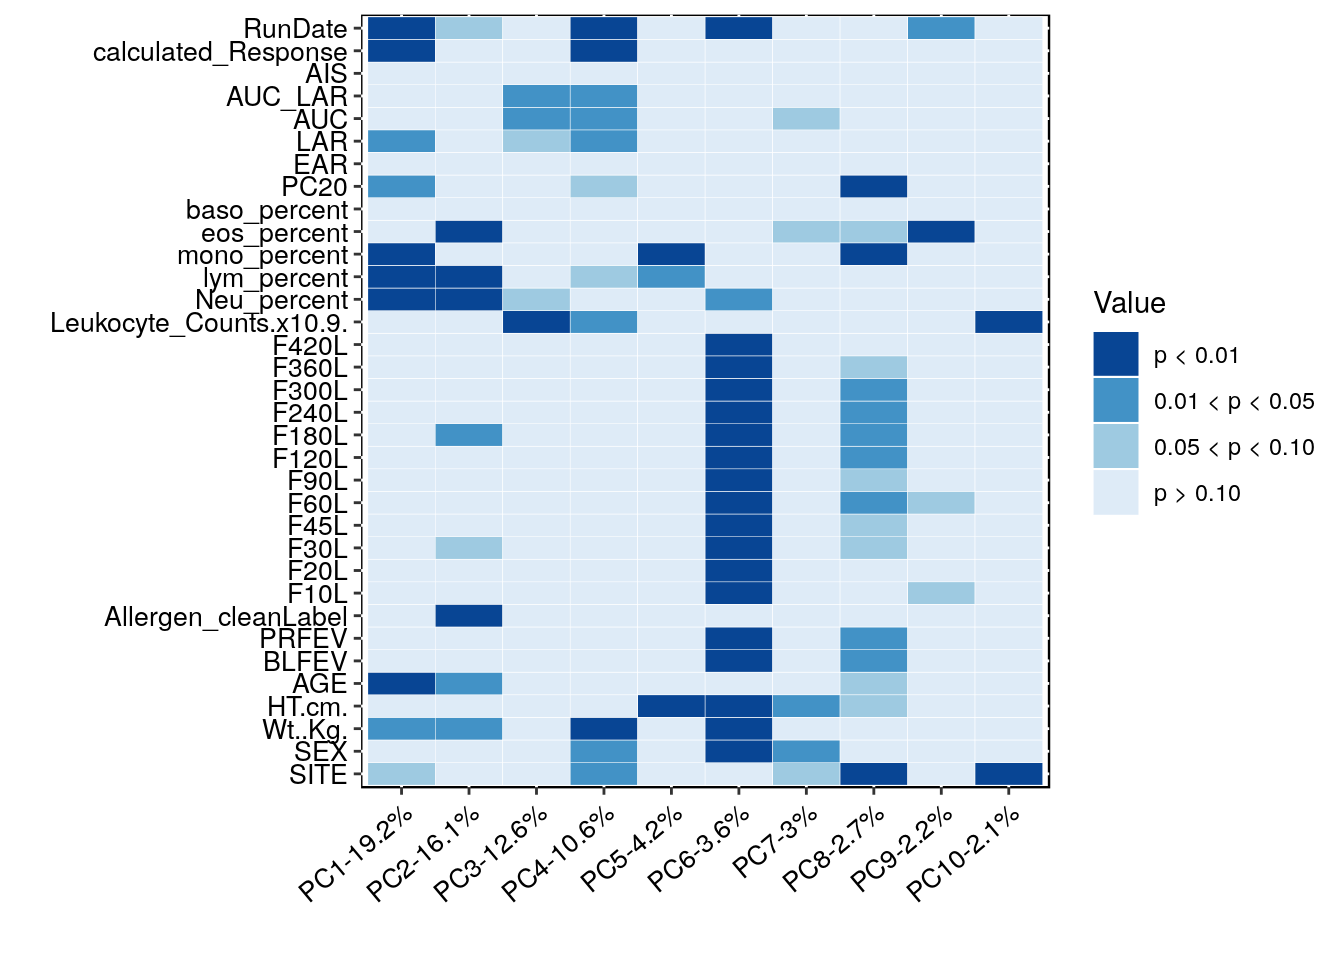 RunDate
calculated_Response
AIS
AUC_LAR
AUC
LAR
EAR
PC20
baso_percent
eos_percent
mono_percent
lym_percent
Neu_percent
Leukocyte_Counts.x10.9.
F420L
F360L
F300L
F240L
F180L
F120L
F90L
F60L
F45L
F30L
F20L
F10L
Allergen_cleanLabel
PRFEV
BLFEV
AGE
HT.cm.
Wt..Kg.
SEX
SITE
PC1-19.2%
PC2-16.1%
PC3-12.6%
PC4-10.6%
PC5-4.2%
PC6-3.6%
PC7-3%
PC8-2.7%
PC9-2.2%
PC10-2.1%
Value
p < 0.01
0.01 < p < 0.05
0.05 < p < 0.10
p > 0.10